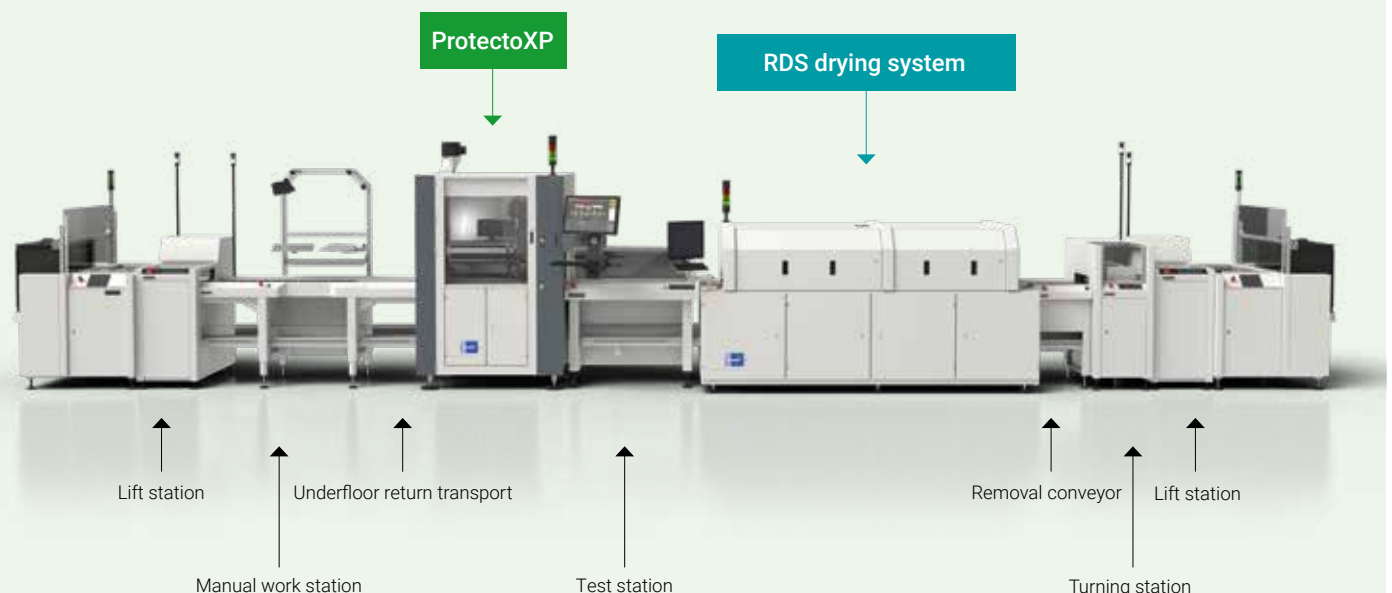 ProtectoXP
RDS drying system
Lift station
Underfloor return transport
Removal conveyor
Lift station
Manual work station
Test station
Turning station